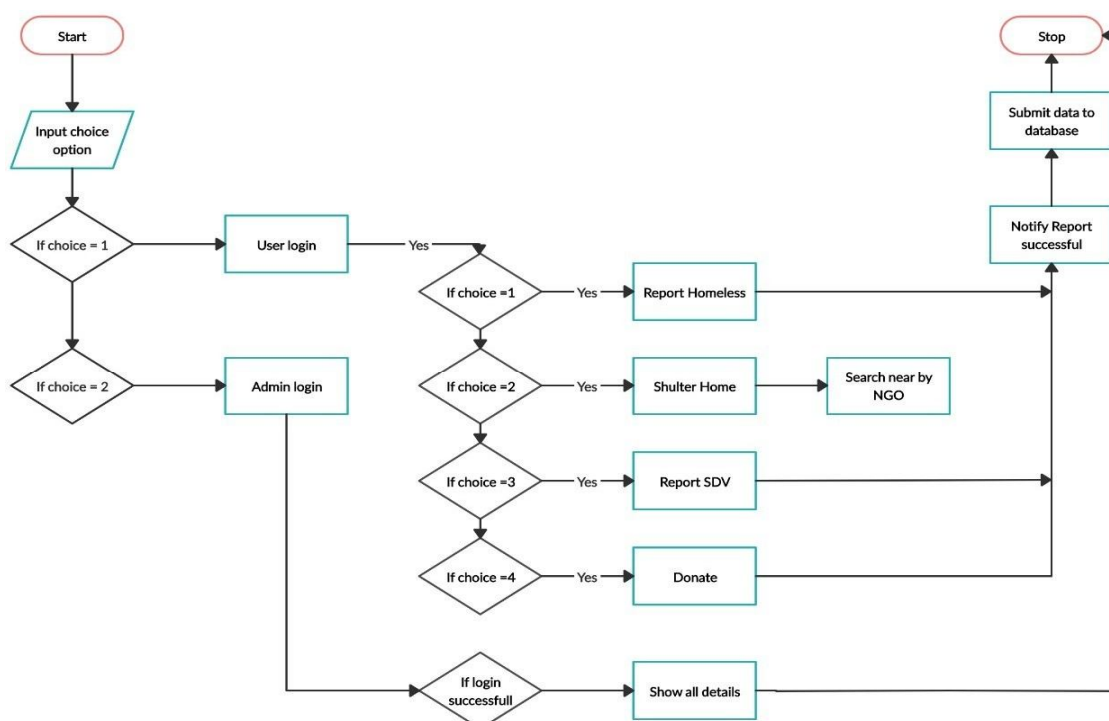 Start
Stop
Input choice
option
Submit data to
database
If choice = 1
User login
Yes
Notify Report
successful
If choice =1
Yes
Report Homeless
If choice = 2
Admin login
If choice =2
Yes
Shulter Home
Search near by
NGO
If choice =3
Yes
Report SDV
If choice =4
Yes
Donate
If login
successfull
Show all details